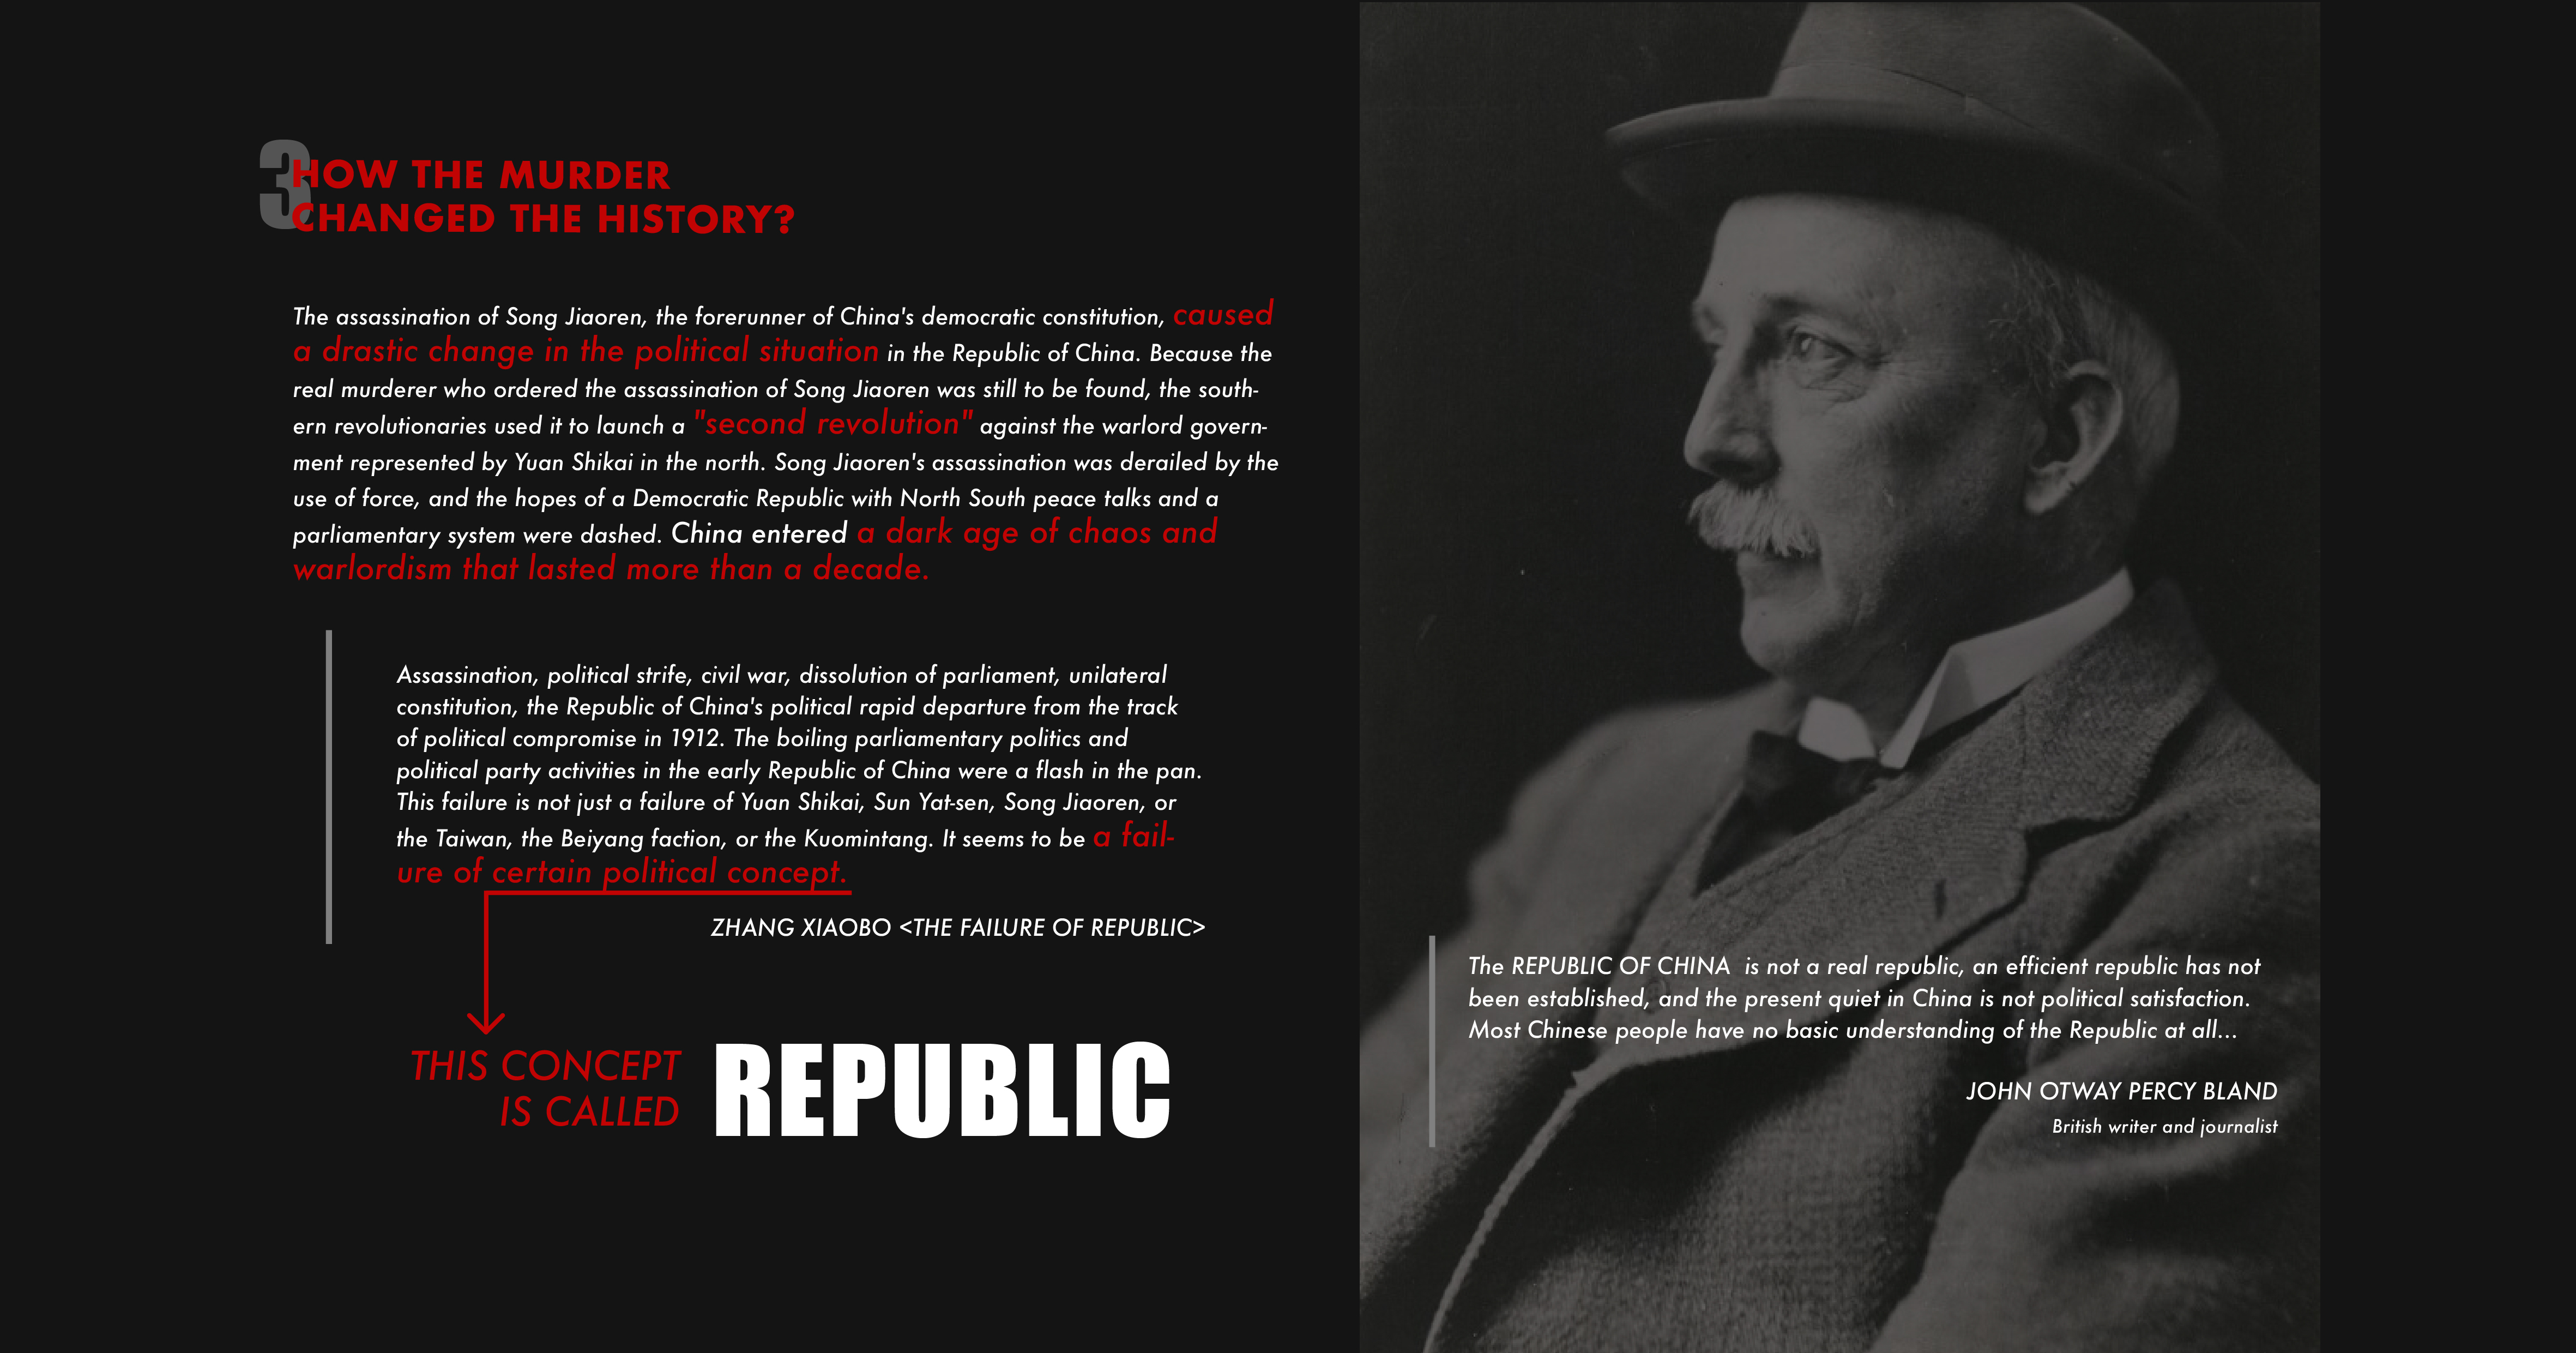 3
HOW THE MURDER
CHANGED THE HISTORY?
The assassination of Song Jiaoren, the forerunner of China's democratic constitution, caused
a drastic change in the political situation in the Republic of China. Because the
real murderer who ordered the assassination of Song Jiaoren was still to be found, the south-
ern revolutionaries used it to launch a "second revolution" against the warlord govern-
ment represented by Yuan Shikai in the north. Song Jiaoren's assassination was derailed by the
use of force, and the hopes of a Democratic Republic with North South peace talks and a
parliamentary system were dashed. China entered a dark age of chaos and
warlordism that lasted more than a decade.
Assassination, political strife, civil war, dissolution of parliament, unilateral
constitution, the Republic of China's political rapid departure from the track
of political compromise in 1912. The boiling parliamentary politics and
political party activities in the early Republic of China were a flash in the pan.
This failure is not just a failure of Yuan Shikai, Sun Yat-sen, Song Jiaoren, or
the Taiwan, the Beiyang faction, or the Kuomintang. It seems to be a fail-
ure of certain political concept.
ZHANG XIAOBO <THE FAILURE OF REPUBLIC>
THIS CONCEPT
IS CALLED
REPUBLIC
The REPUBLIC OF CHINA is not a real republic, an efficient republic has not
been established, and the present quiet in China is not political satisfaction.
Most Chinese people have no basic understanding of the Republic at all...
JOHN OTWAY PERCY BLAND
British writer and journalist